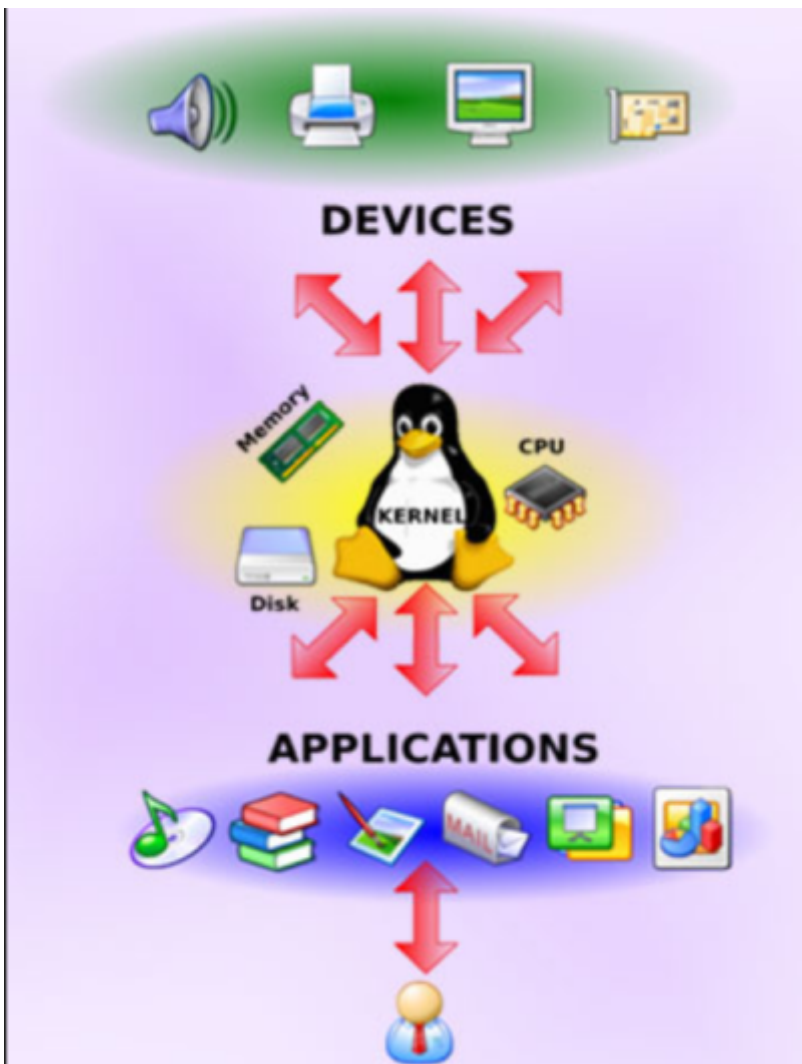 DEVICES
Memory
CPU
KERNEL
Disk
APPLICATIONS
MAIL